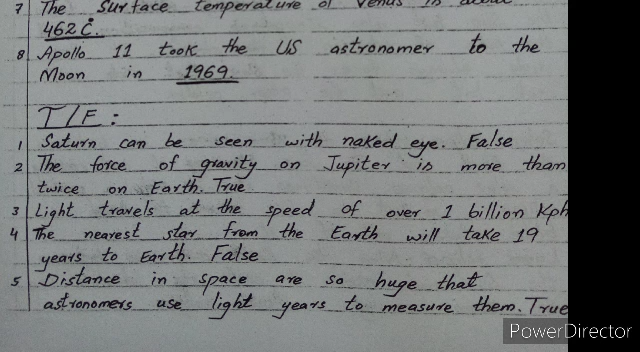 7 The surface temperature of Venus is about
462°C.
8 Apollo 11 took the US astronomer to the
Moon in 1969.
T/F:
1 Saturn can be seen with naked eye. False
2 The force of gravity on Jupiter is more than
twice on Earth. True
3 Light travels at the speed of over 1 billion Kph
4 The nearest star from the Earth will take 19
years to Earth. False
5 Distance in space are so huge that
astronomers use light years to measure them. True
PowerDirector